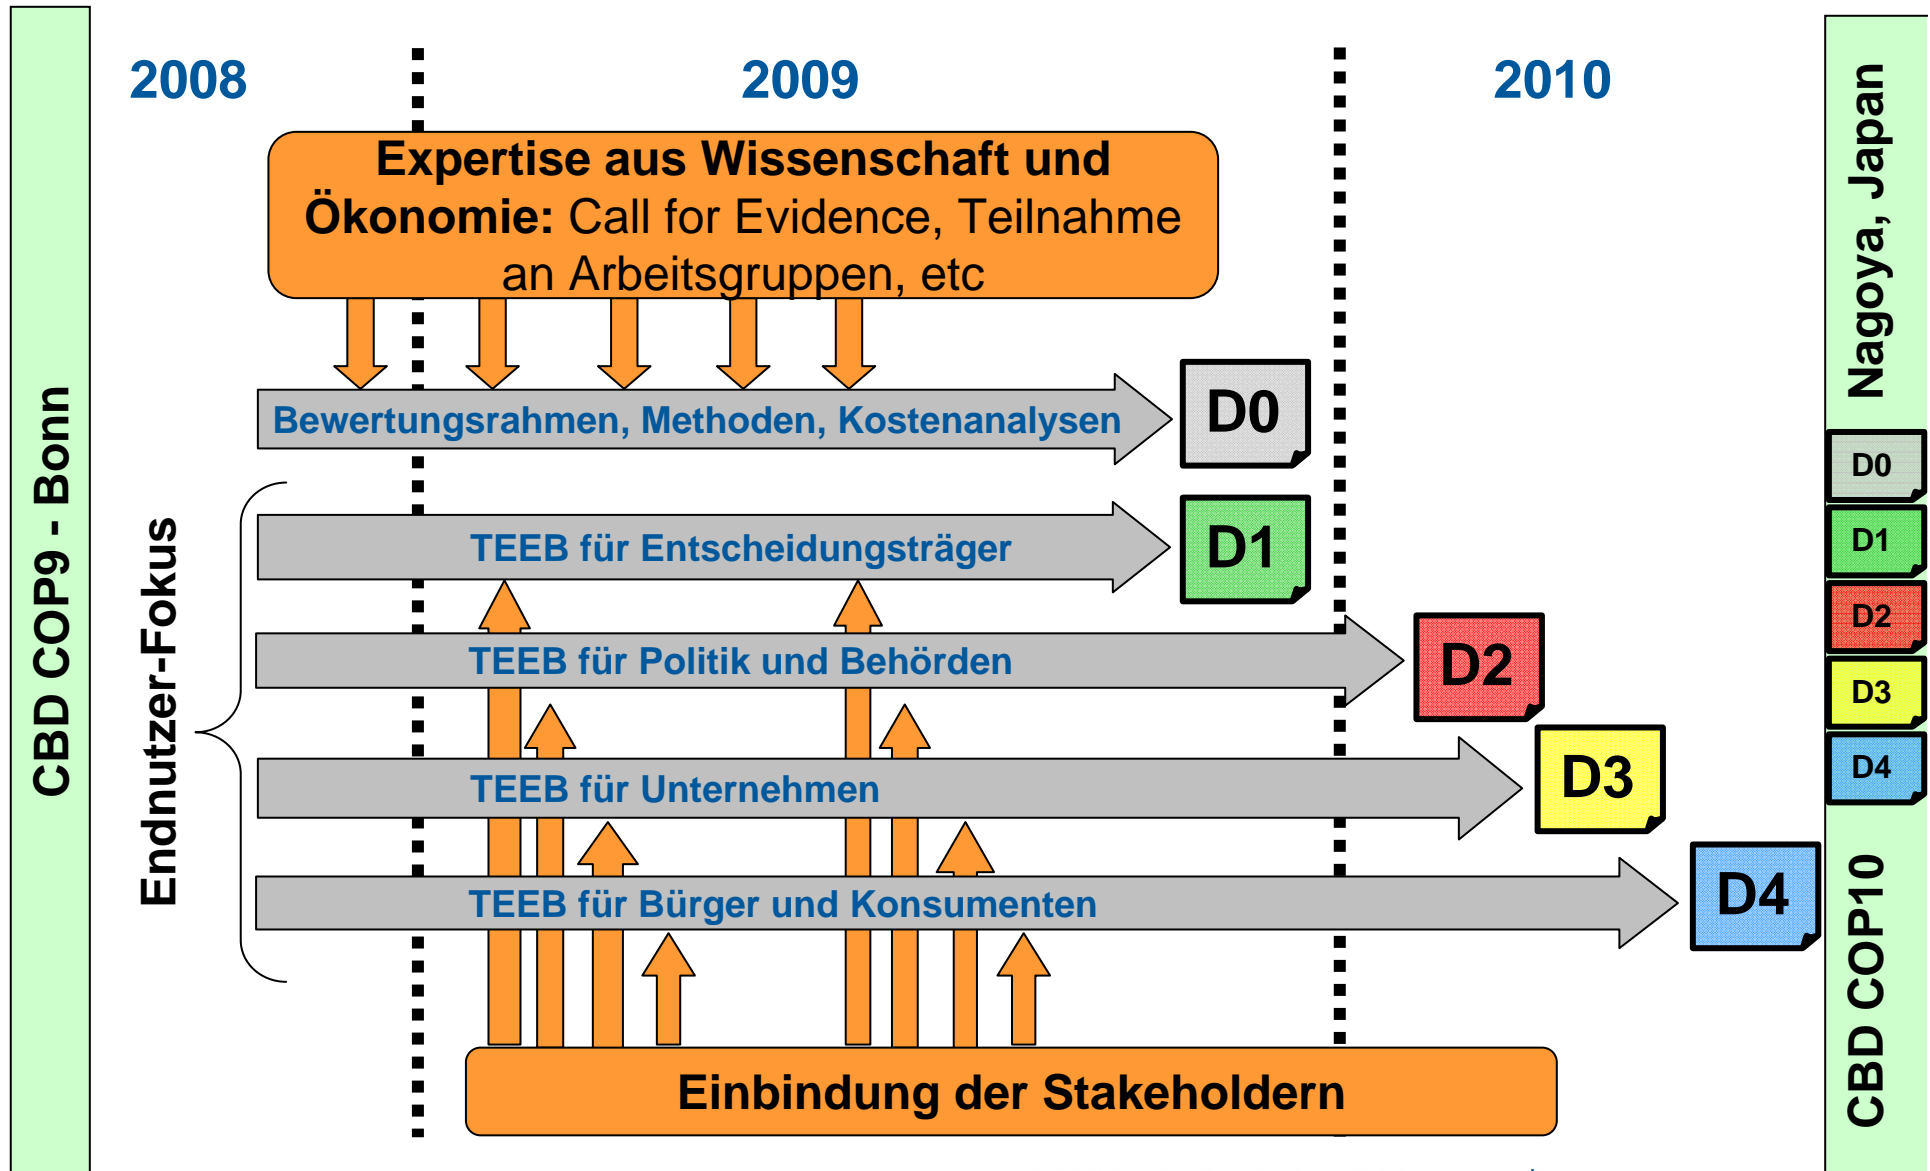 CBD COP9 - Bonn
2008
2009
2010
Expertise aus Wissenschaft und
Ökonomie: Call for Evidence, Teilnahme
an Arbeitsgruppen, etc
Bewertungsrahmen, Methoden, Kostenanalysen
D0
Endnutzer-Fokus
TEEB für Entscheidungsträger
D1
TEEB für Politik und Behörden
D2
TEEB für Unternehmen
D3
TEEB für Bürger und Konsumenten
D4
Einbindung der Stakeholdern
Nagoya, Japan
D0
D1
D2
D3
D4
CBD COP10